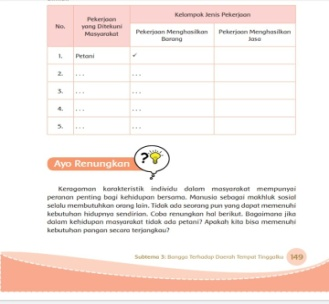 No.
Pekerjaan yang Ditekuni Masyarakat
Kelompok Jenis Pekerjaan
Pekerjaan Menghasilkan Barang
Pekerjaan Menghasilkan Jasa
1. Petani ✓
2. . . . . . .
3. . . . . . .
4. . . . . . .
5. . . . . . .
Ayo Renungkan
Keragaman karakteristik individu dalam masyarakat mempunyai
peranan penting bagi kehidupan bersama. Manusia sebagai makhluk sosial
selalu membutuhkan orang lain. Tidak ada seorang pun yang dapat memenuhi
kebutuhan hidupnya sendirian. Coba renungkan hal berikut. Bagaimana jika
dalam kehidupan masyarakat tidak ada petani? Apakah kita bisa memenuhi
kebutuhan pangan secara terjangkau?
Subtema 3: Bangga Terhadap Daerah Tempat Tinggalku 149